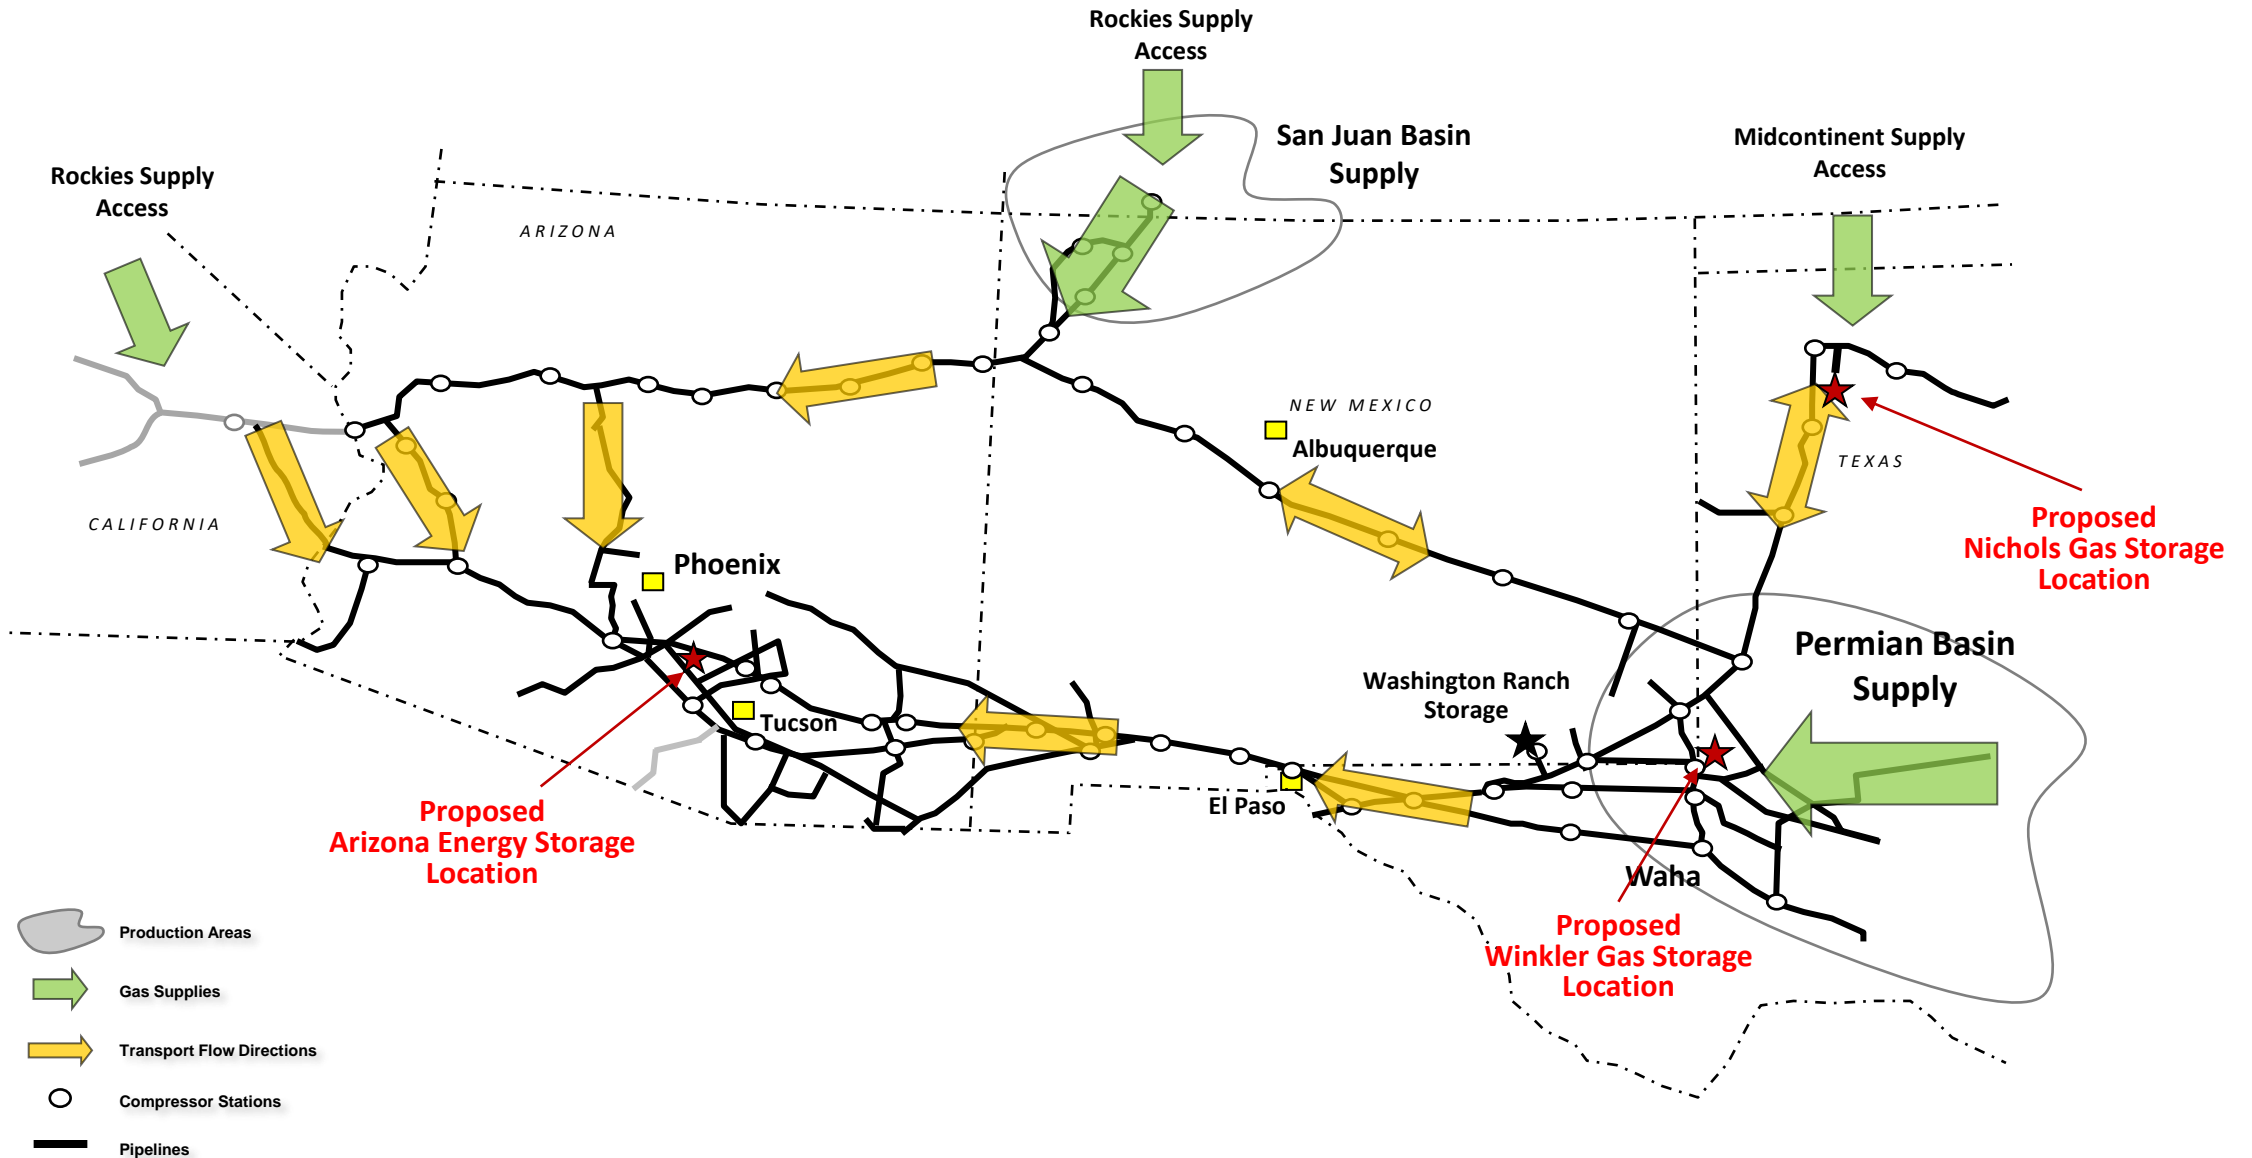 Rockies Supply
Access
Rockies Supply
Access
San Juan Basin
Supply
Midcontinent Supply
Access
ARIZONA
NEW MEXICO
Albuquerque
TEXAS
CALIFORNIA
Proposed
Nichols Gas Storage
Location
Phoenix
Permian Basin
Supply
Washington Ranch
Storage
Tucson
El Paso
Proposed
Arizona Energy Storage
Location
Waha
Proposed
Winkler Gas Storage
Location
Production Areas
Gas Supplies
Transport Flow Directions
Compressor Stations
Pipelines